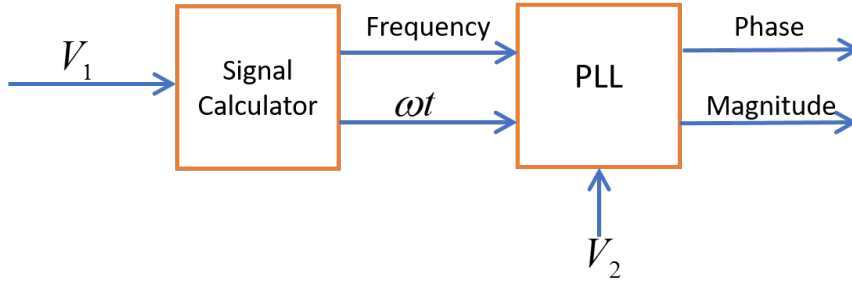 V₁
Signal
Calculator
Frequency
ωt
PLL
Phase
Magnitude
V₂